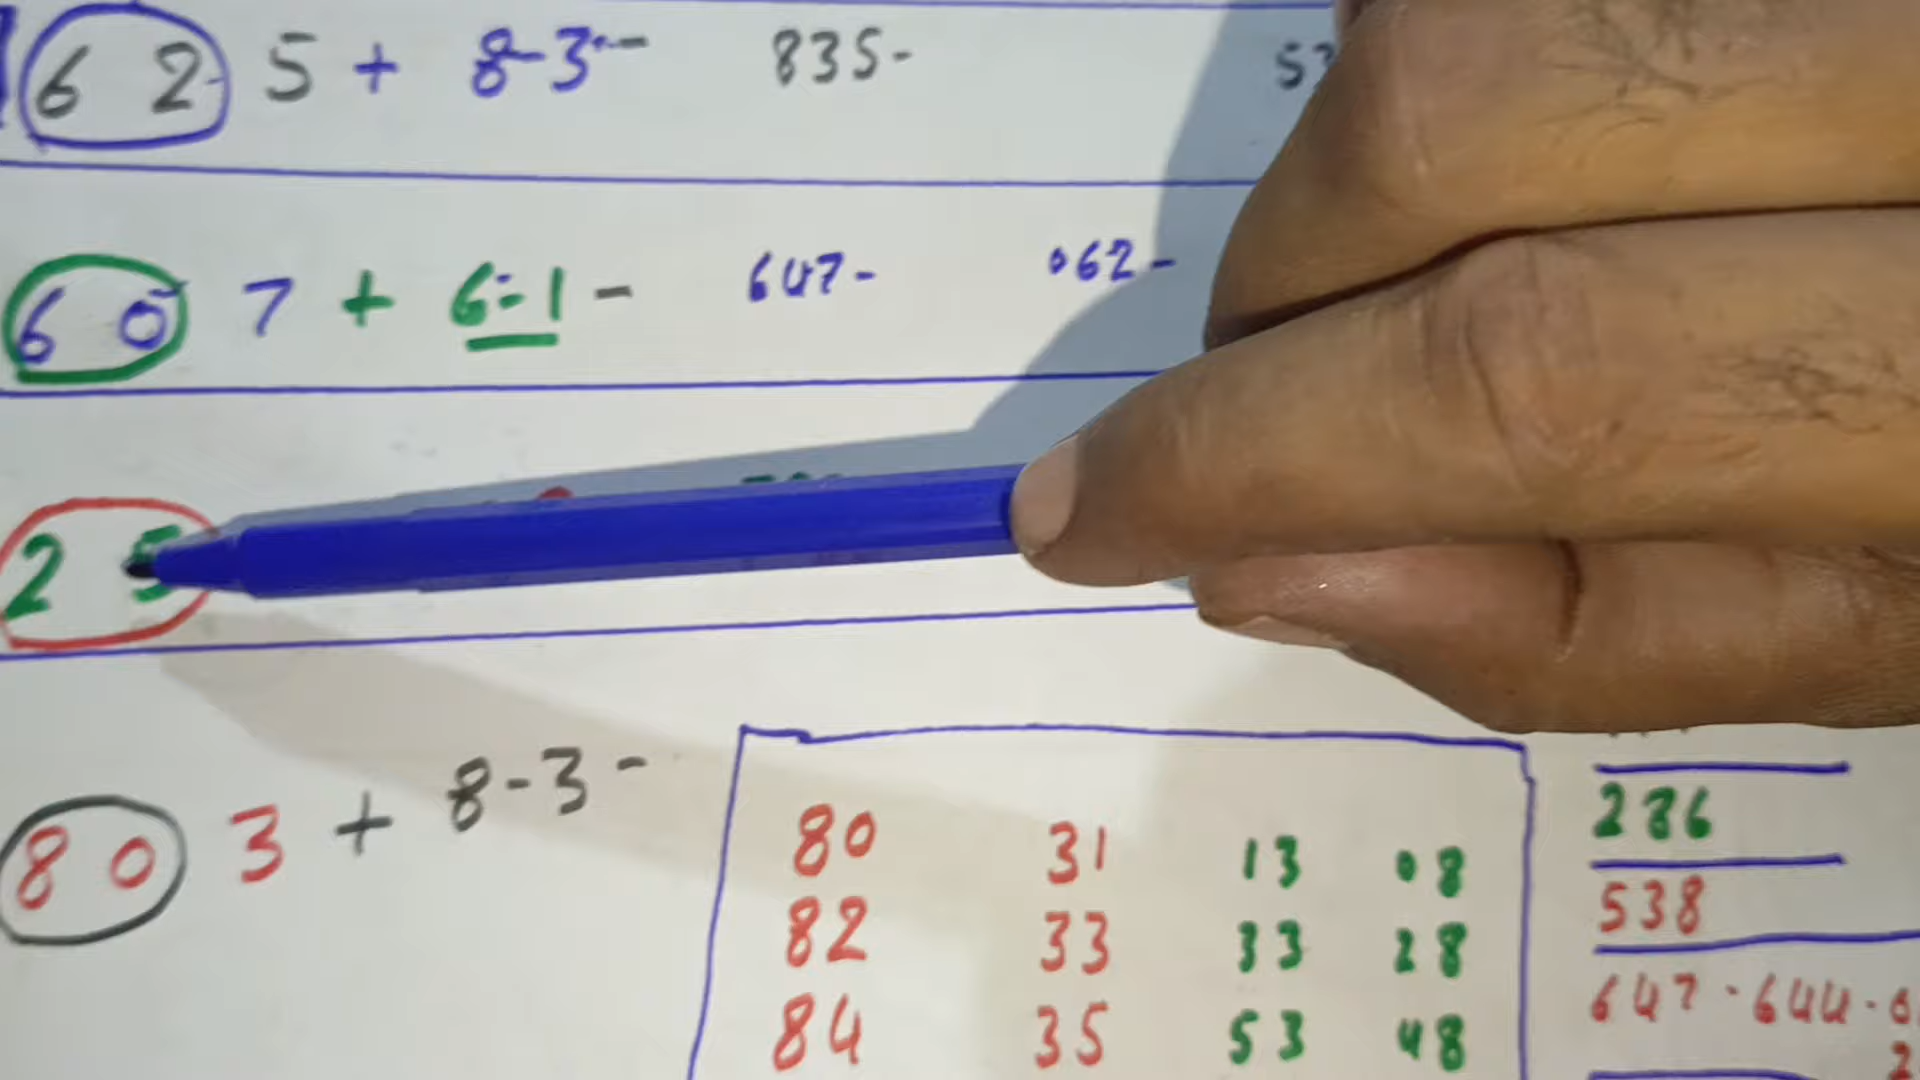 6 2 5 + 8-3-- 835-
6 0 7 + 6-1- 647- 062-
2 5
8 0 3 + 8-3-
80 31 13 08
82 33 33 28
84 35 53 48
286
538
647 · 644 ·